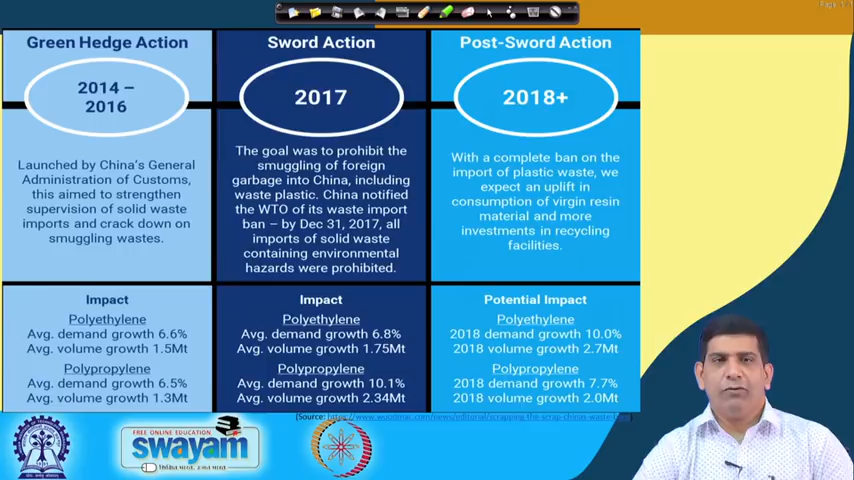 Green Hedge Action
2014 –
2016
Launched by China's General
Administration of Customs,
this aimed to strengthen
supervision of solid waste
imports and crack down on
smuggling wastes.
Impact
Polyethylene
Avg. demand growth 6.6%
Avg. volume growth 1.5Mt
Polypropylene
Avg. demand growth 6.5%
Avg. volume growth 1.3Mt
Sword Action
2017
The goal was to prohibit the
smuggling of foreign
garbage into China, including
waste plastic. China notified
the WTO of its waste import
ban – by Dec 31, 2017, all
imports of solid waste
containing environmental
hazards were prohibited.
Impact
Polyethylene
Avg. demand growth 6.8%
Avg. volume growth 1.75Mt
Polypropylene
Avg. demand growth 10.1%
Avg. volume growth 2.34Mt
Post-Sword Action
2018+
With a complete ban on the
import of plastic waste, we
expect an uplift in
consumption of virgin resin
material and more
investments in recycling
facilities.
Potential Impact
Polyethylene
2018 demand growth 10.0%
2018 volume growth 2.7Mt
Polypropylene
2018 demand growth 7.7%
2018 volume growth 2.0Mt
FREE ONLINE EDUCATION
swayam